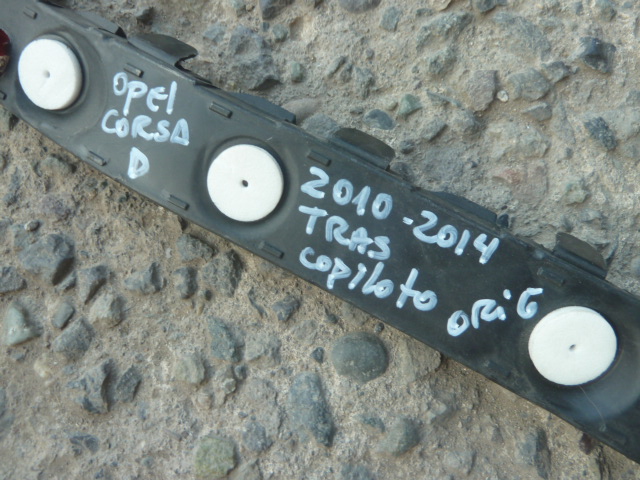 OPEl
CORSA
D
2010-2014
TRAS
copiloto ORiG